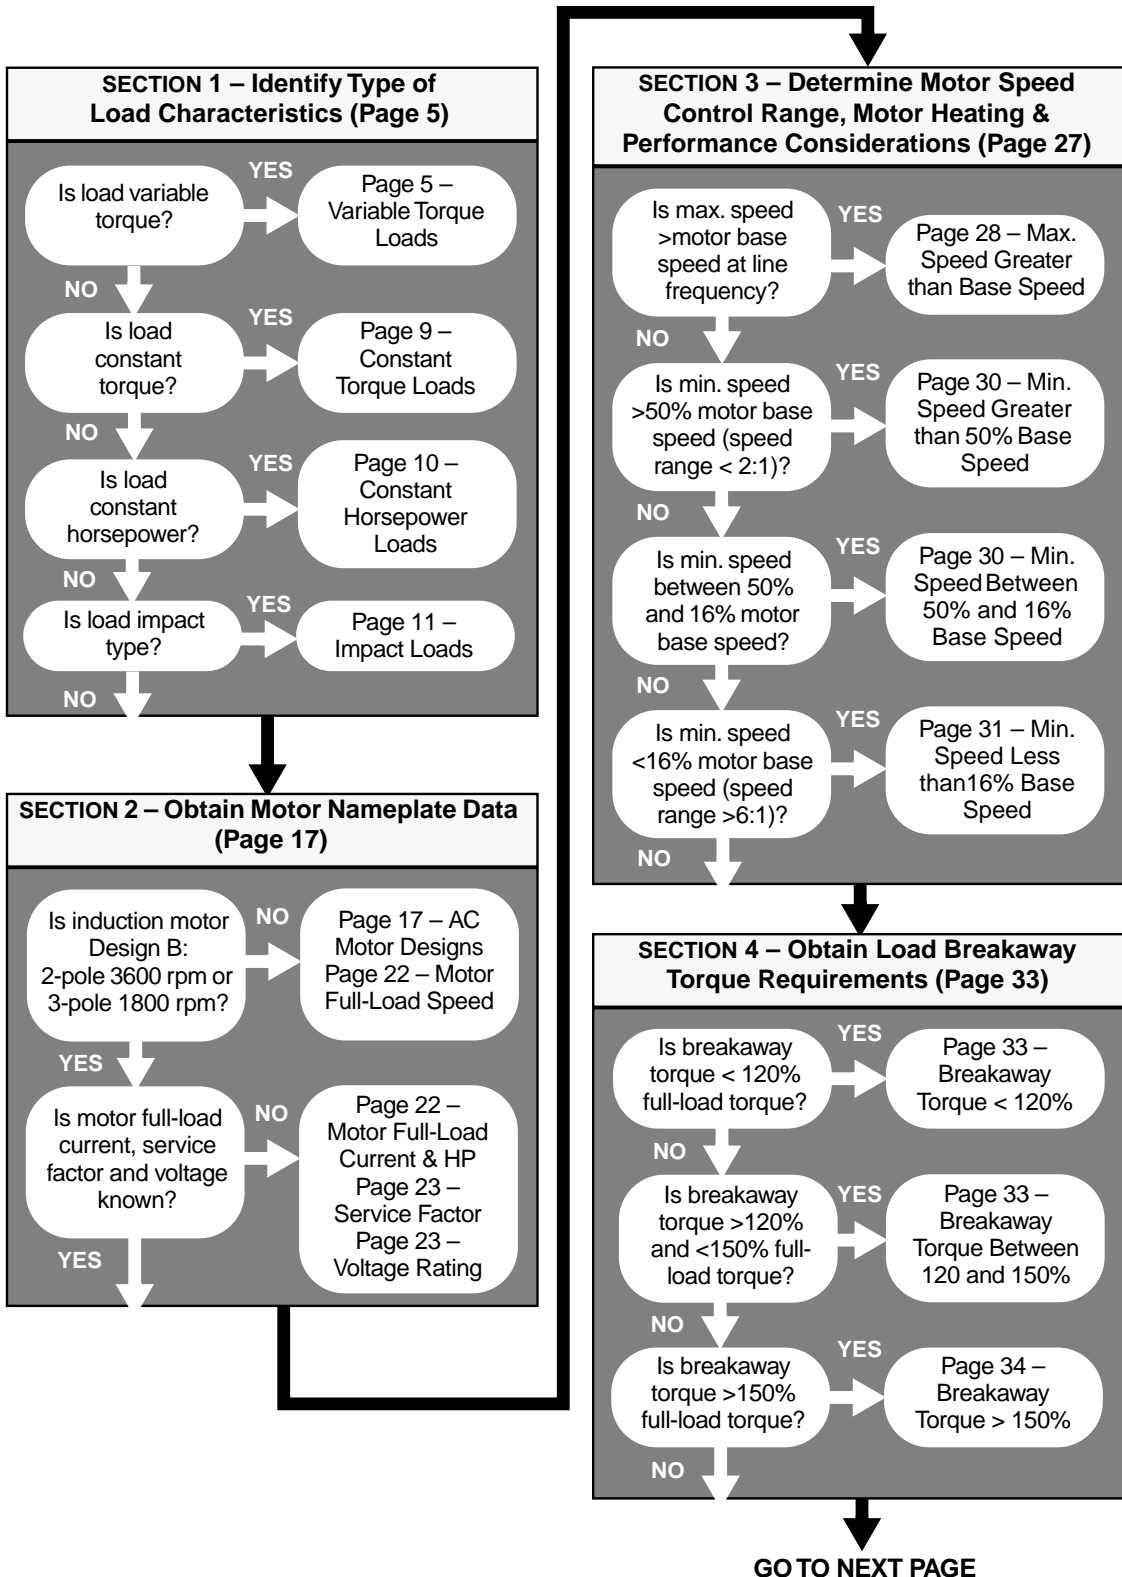 SECTION 1 – Identify Type of
Load Characteristics (Page 5)
Is load variable
torque?
YES
Page 5 –
Variable Torque
Loads
NO
Is load
constant
torque?
YES
Page 9 –
Constant
Torque Loads
NO
Is load
constant
horsepower?
YES
Page 10 –
Constant
Horsepower
Loads
NO
Is load impact
type?
YES
Page 11 –
Impact Loads
NO
SECTION 2 – Obtain Motor Nameplate Data
(Page 17)
Is induction motor
Design B:
2-pole 3600 rpm or
3-pole 1800 rpm?
NO
Page 17 – AC
Motor Designs
Page 22 – Motor
Full-Load Speed
YES
Is motor full-load
current, service
factor and voltage
known?
NO
Page 22 –
Motor Full-Load
Current & HP
Page 23 –
Service Factor
Page 23 –
Voltage Rating
YES
SECTION 3 – Determine Motor Speed
Control Range, Motor Heating &
Performance Considerations (Page 27)
Is max. speed
>motor base
speed at line
frequency?
YES
Page 28 – Max.
Speed Greater
than Base Speed
NO
Is min. speed
>50% motor base
speed (speed
range < 2:1)?
YES
Page 30 – Min.
Speed Greater
than 50% Base
Speed
NO
Is min. speed
between 50%
and 16% motor
base speed?
YES
Page 30 – Min.
Speed Between
50% and 16%
Base Speed
NO
Is min. speed
<16% motor base
speed (speed
range >6:1)?
YES
Page 31 – Min.
Speed Less
than16% Base
Speed
NO
SECTION 4 – Obtain Load Breakaway
Torque Requirements (Page 33)
Is breakaway
torque < 120%
full-load torque?
YES
Page 33 –
Breakaway
Torque < 120%
NO
Is breakaway
torque >120%
and <150% full-
load torque?
YES
Page 33 –
Breakaway
Torque Between
120 and 150%
NO
Is breakaway
torque >150%
full-load torque?
YES
Page 34 –
Breakaway
Torque > 150%
NO
GO TO NEXT PAGE